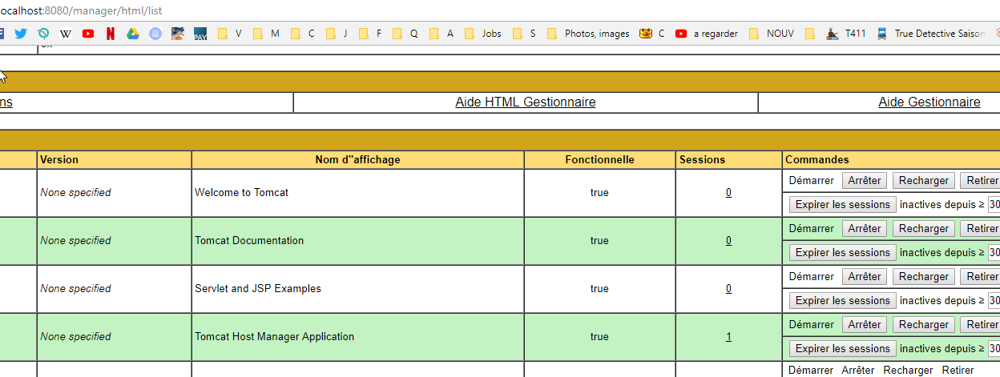 ocalhost:8080/manager/html/list
W N PAY V M C J F Q A Jobs S Photos, images C a regarder NOUV T411 True Detective Saison
ns Aide HTML Gestionnaire Aide Gestionnaire
Version Nom d''affichage Fonctionnelle Sessions Commandes
Démarrer Arrêter Recharger Retirer
None specified Welcome to Tomcat true 0
Expirer les sessions inactives depuis ≥ 30
Démarrer Arrêter Recharger Retirer
None specified Tomcat Documentation true 0
Expirer les sessions inactives depuis ≥ 30
Démarrer Arrêter Recharger Retirer
None specified Servlet and JSP Examples true 0
Expirer les sessions inactives depuis ≥ 30
Démarrer Arrêter Recharger Retirer
None specified Tomcat Host Manager Application true 1
Expirer les sessions inactives depuis ≥ 30
Démarrer Arrêter Recharger Retirer